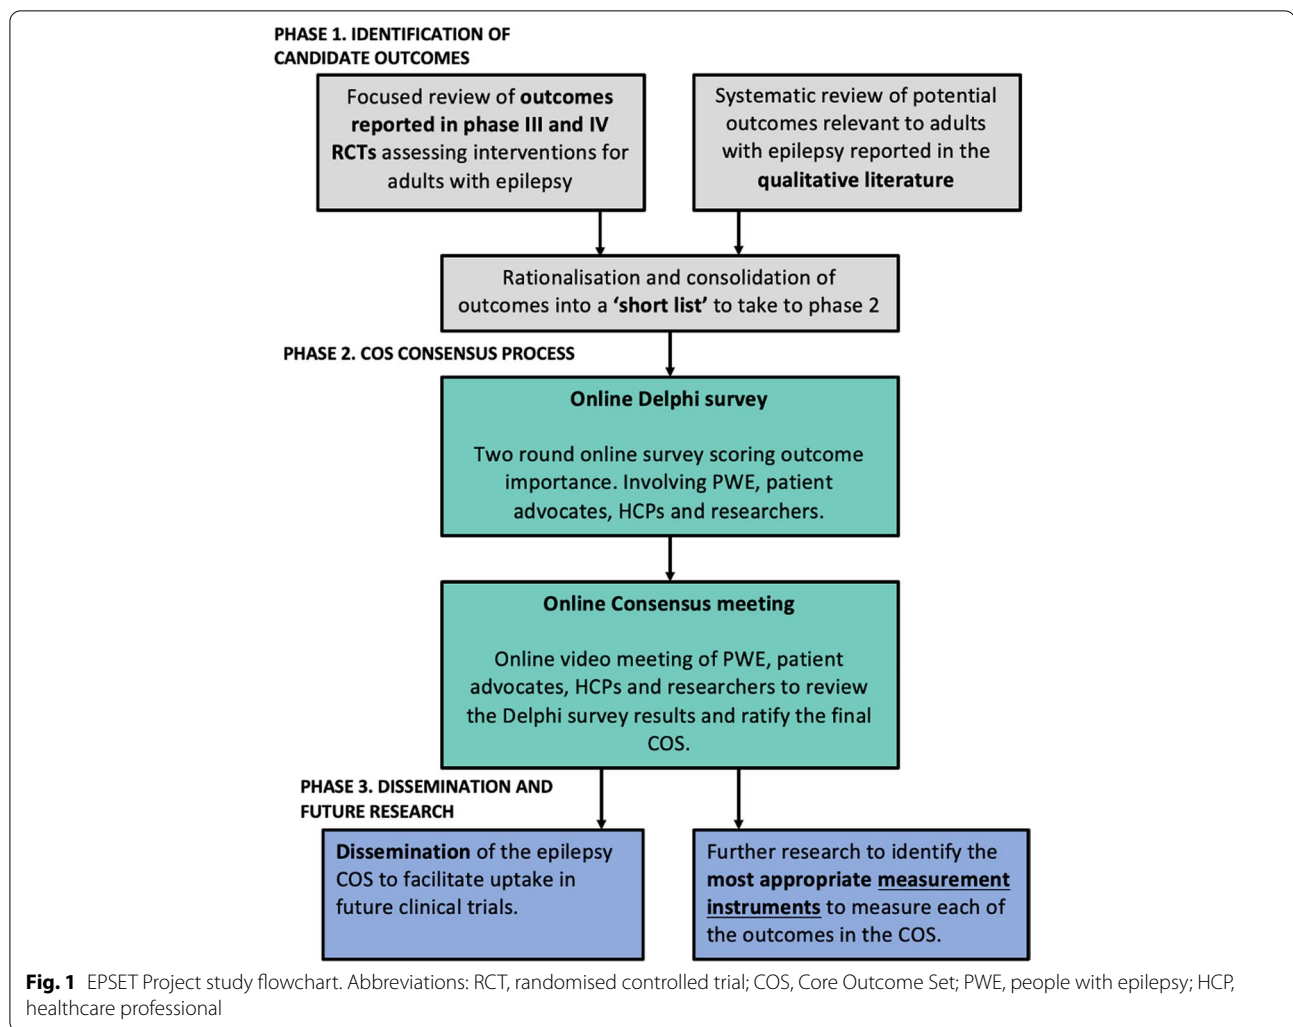 PHASE 1. IDENTIFICATION OF
CANDIDATE OUTCOMES
Focused review of outcomes
reported in phase III and IV
RCTs assessing interventions for
adults with epilepsy
Systematic review of potential
outcomes relevant to adults
with epilepsy reported in the
qualitative literature
Rationalisation and consolidation of
outcomes into a ‘short list’ to take to phase 2
PHASE 2. COS CONSENSUS PROCESS
Online Delphi survey
Two round online survey scoring outcome
importance. Involving PWE, patient
advocates, HCPs and researchers.
Online Consensus meeting
Online video meeting of PWE, patient
advocates, HCPs and researchers to review
the Delphi survey results and ratify the final
COS.
PHASE 3. DISSEMINATION AND
FUTURE RESEARCH
Dissemination of the epilepsy
COS to facilitate uptake in
future clinical trials.
Further research to identify the
most appropriate measurement
instruments to measure each of
the outcomes in the COS.
Fig. 1 EPSET Project study flowchart. Abbreviations: RCT, randomised controlled trial; COS, Core Outcome Set; PWE, people with epilepsy; HCP,
healthcare professional